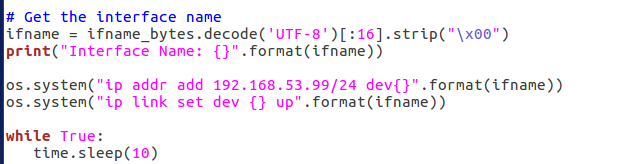 # Get the interface name
ifname = ifname_bytes.decode('UTF-8')[:16].strip("\x00")
print("Interface Name: {}".format(ifname))
os.system("ip addr add 192.168.53.99/24 dev{}".format(ifname))
os.system("ip link set dev {} up".format(ifname))
while True:
time.sleep(10)